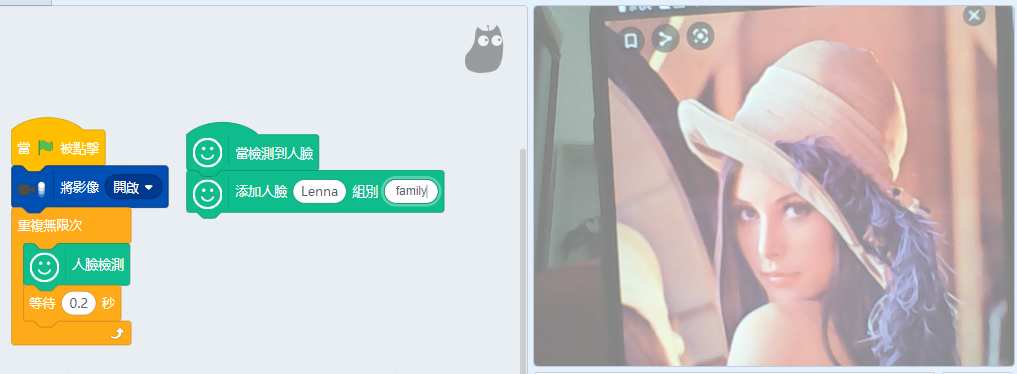 當 被點擊
將影像 開啟
重複無限次
人臉檢測
等待 0.2 秒
當檢測到人臉
添加人臉 Lenna 組別 family